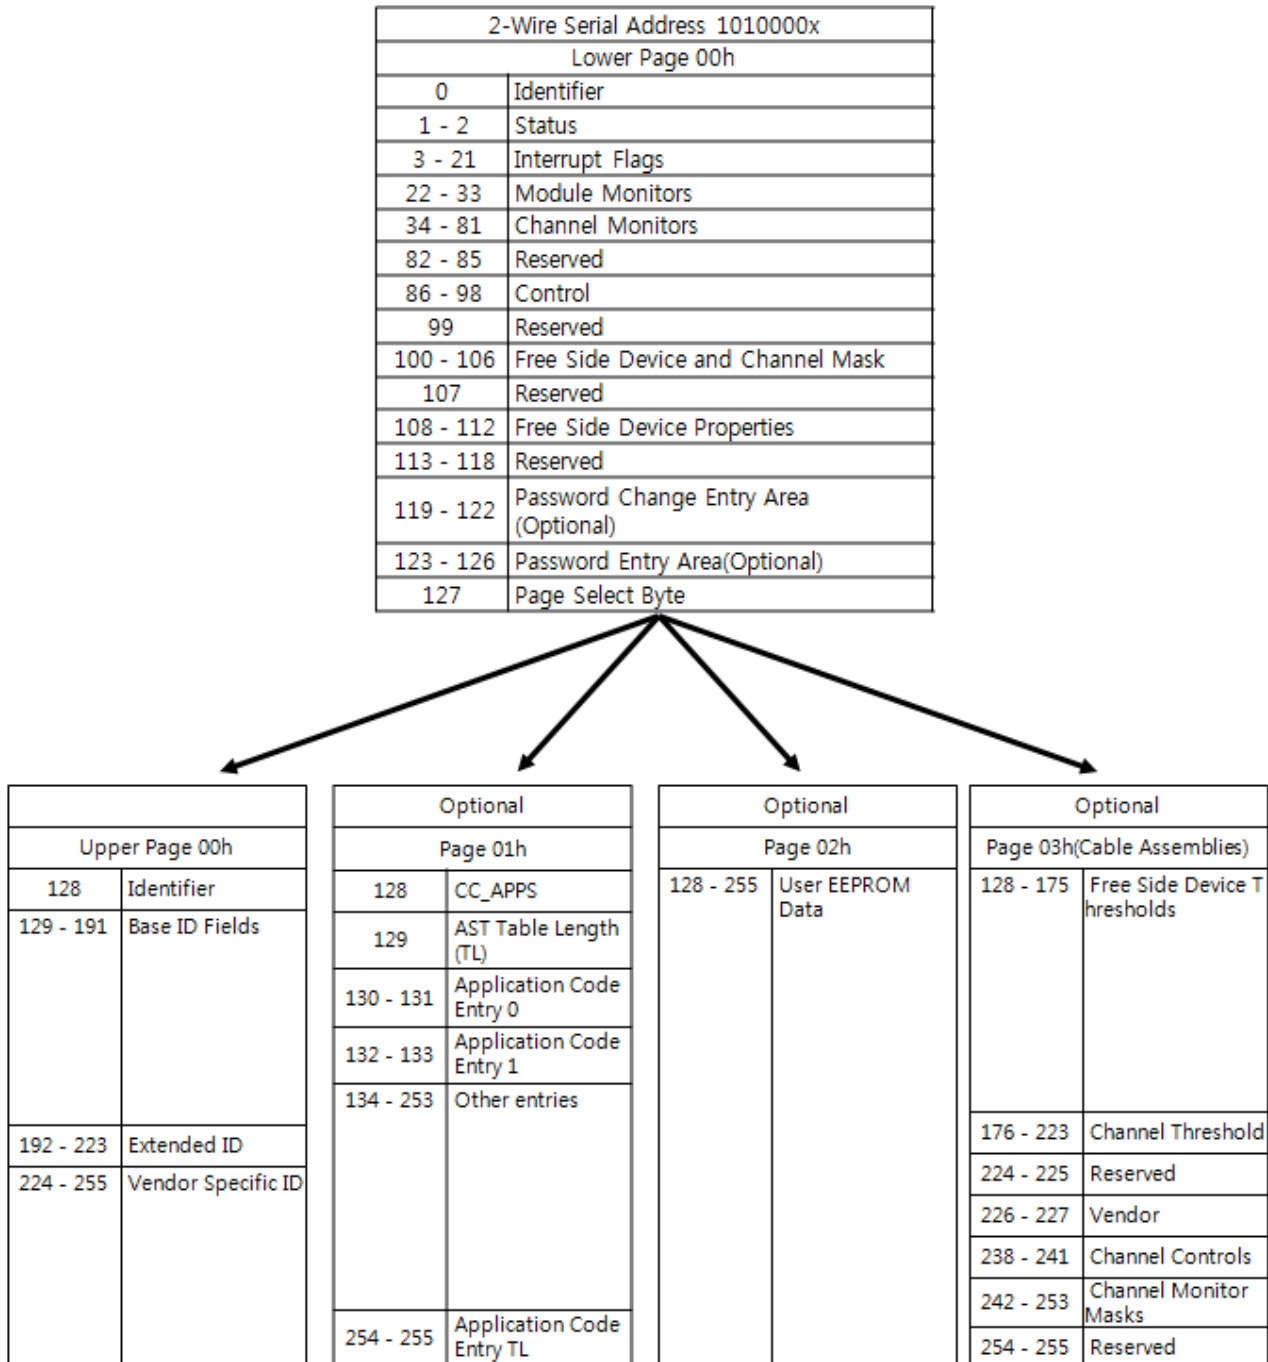 2-Wire Serial Address 1010000x
Lower Page 00h
0 Identifier
1 - 2 Status
3 - 21 Interrupt Flags
22 - 33 Module Monitors
34 - 81 Channel Monitors
82 - 85 Reserved
86 - 98 Control
99 Reserved
100 - 106 Free Side Device and Channel Mask
107 Reserved
108 - 112 Free Side Device Properties
113 - 118 Reserved
119 - 122 Password Change Entry Area
(Optional)
123 - 126 Password Entry Area(Optional)
127 Page Select Byte
Upper Page 00h
128 Identifier
129 - 191 Base ID Fields
192 - 223 Extended ID
224 - 255 Vendor Specific ID
Optional
Page 01h
128 CC_APPS
129 AST Table Length
(TL)
130 - 131 Application Code
Entry 0
132 - 133 Application Code
Entry 1
134 - 253 Other entries
254 - 255 Application Code
Entry TL
Optional
Page 02h
128 - 255 User EEPROM
Data
Optional
Page 03h(Cable Assemblies)
128 - 175 Free Side Device T
hresholds
176 - 223 Channel Threshold
224 - 225 Reserved
226 - 227 Vendor
238 - 241 Channel Controls
242 - 253 Channel Monitor
Masks
254 - 255 Reserved